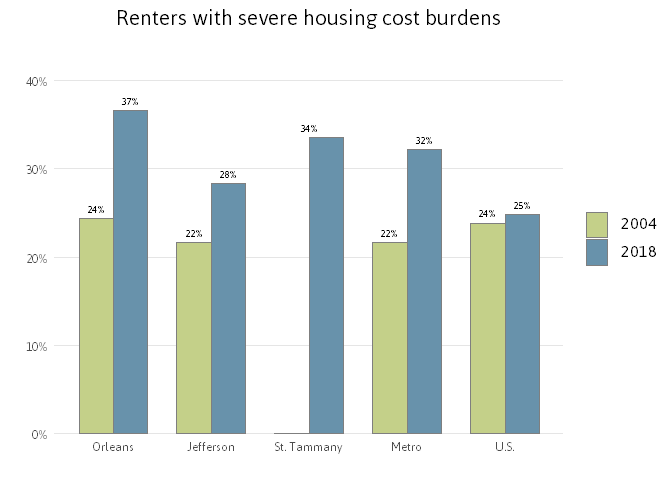 Renters with severe housing cost burdens
40%
30%
20%
10%
0%
24%
37%
22%
28%
34%
22%
32%
24%
25%
Orleans
Jefferson
St. Tammany
Metro
U.S.
2004
2018